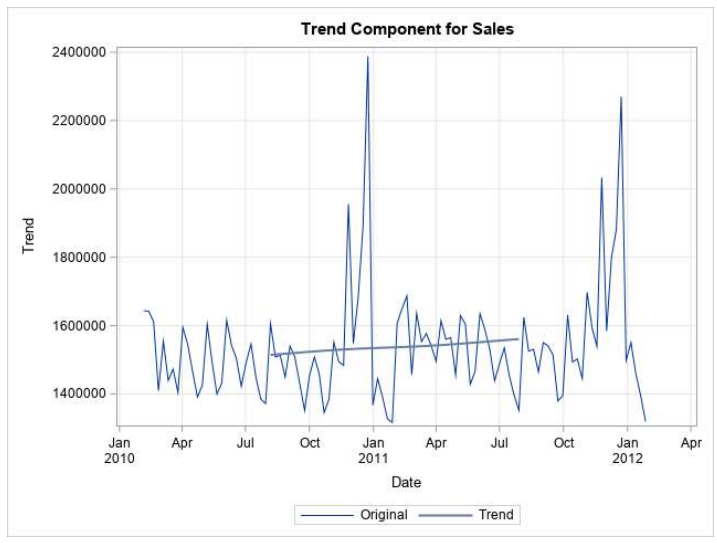 Trend Component for Sales
2400000
2200000
2000000
1800000
1600000
1400000
Trend
Jan Apr Jul Oct Jan Apr Jul Oct Jan Apr
2010 2011 2012
Date
Original Trend